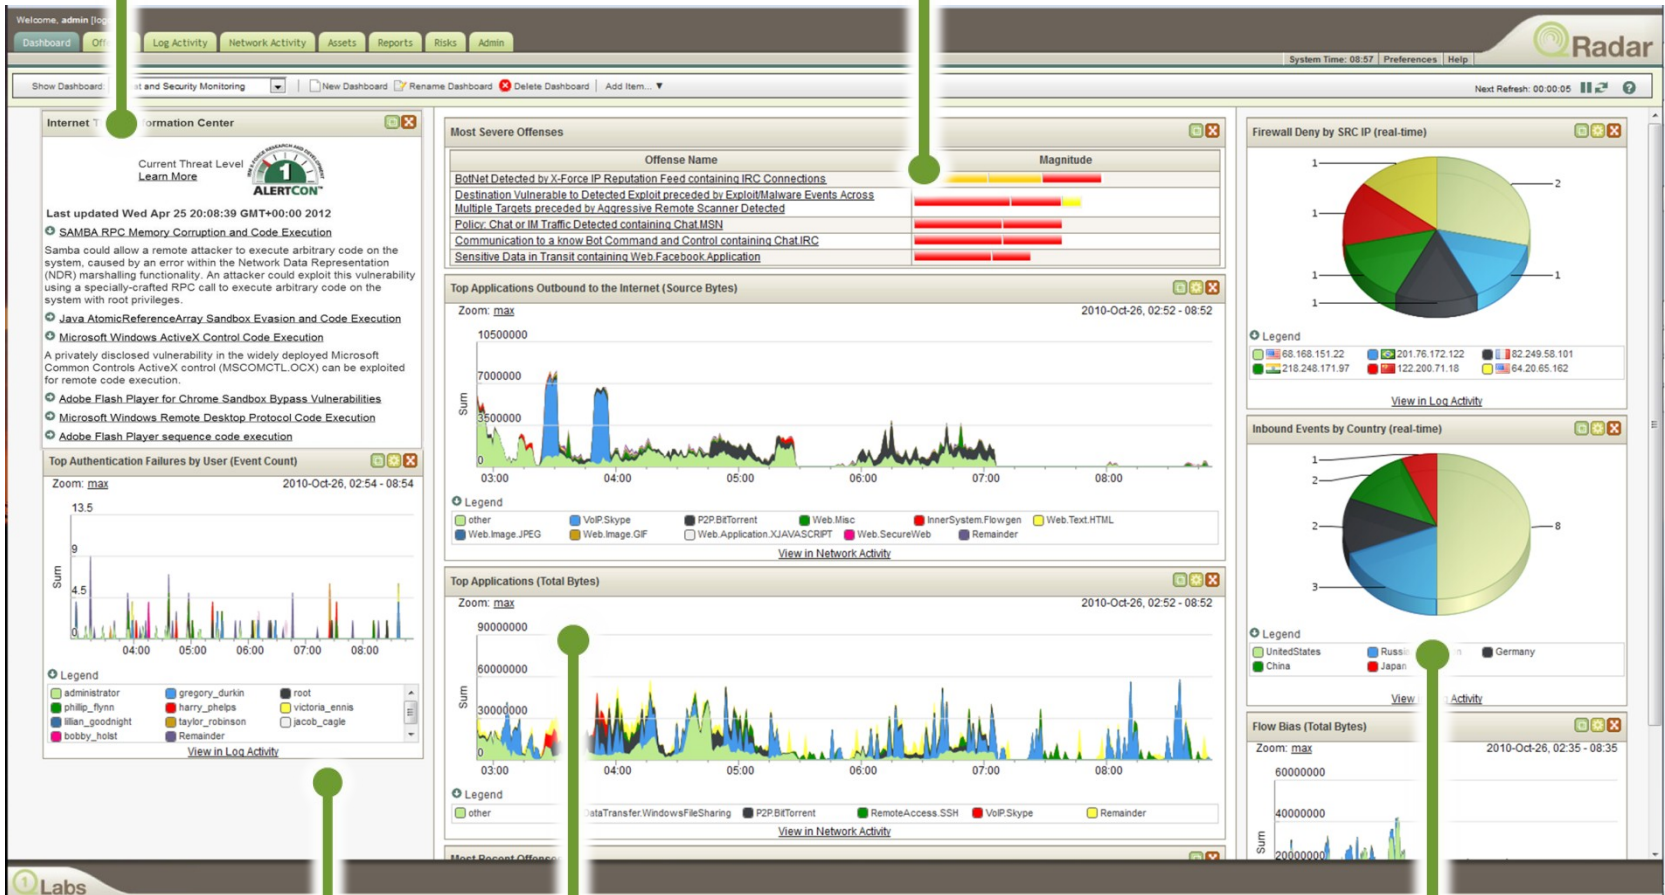 Welcome, admin [log
Dashboard Off Log Activity Network Activity Assets Reports Risks Admin
QRadar
System Time: 08:57 Preferences Help
Show Dashboard: at and Security Monitoring New Dashboard Rename Dashboard Delete Dashboard Add Item... ▼
Next Refresh: 00:00:05
Internet T formation Center
Current Threat Level
Learn More
X-FORCE RESEARCH AND DEVELOPMENT
1
ALERTCON™
Last updated Wed Apr 25 20:08:39 GMT+00:00 2012
SAMBA RPC Memory Corruption and Code Execution
Samba could allow a remote attacker to execute arbitrary code on the
system, caused by an error within the Network Data Representation
(NDR) marshalling functionality. An attacker could exploit this vulnerability
using a specially-crafted RPC call to execute arbitrary code on the
system with root privileges.
Java AtomicReferenceArray Sandbox Evasion and Code Execution
Microsoft Windows ActiveX Control Code Execution
A privately disclosed vulnerability in the widely deployed Microsoft
Common Controls ActiveX control (MSCOMCTL.OCX) can be exploited
for remote code execution.
Adobe Flash Player for Chrome Sandbox Bypass Vulnerabilities
Microsoft Windows Remote Desktop Protocol Code Execution
Adobe Flash Player sequence code execution
Top Authentication Failures by User (Event Count)
Zoom: max 2010-Oct-26, 02:54 - 08:54
13.5
9
4.5
0
Sum
04:00 05:00 06:00 07:00 08:00
Legend
administrator gregory_durkin root
phillip_flynn harry_phelps victoria_ennis
lillian_goodnight taylor_robinson jacob_cagle
bobby_holst Remainder
View in Log Activity
Most Severe Offenses
Offense Name Magnitude
BotNet Detected by X-Force IP Reputation Feed containing IRC Connections
Destination Vulnerable to Detected Exploit preceded by Exploit/Malware Events Across
Multiple Targets preceded by Aggressive Remote Scanner Detected
Policy: Chat or IM Traffic Detected containing Chat.MSN
Communication to a know Bot Command and Control containing Chat.IRC
Sensitive Data in Transit containing Web.Facebook.Application
Top Applications Outbound to the Internet (Source Bytes)
Zoom: max 2010-Oct-26, 02:52 - 08:52
10500000
7000000
3500000
0
Sum
03:00 04:00 05:00 06:00 07:00 08:00
Legend
other VoIP.Skype P2P.BitTorrent Web.Misc InnerSystem.Flowgen Web.Text.HTML
Web.Image.JPEG Web.Image.GIF Web.Application.XJAVASCRIPT Web.SecureWeb Remainder
View in Network Activity
Top Applications (Total Bytes)
Zoom: max 2010-Oct-26, 02:52 - 08:52
90000000
60000000
30000000
0
Sum
03:00 04:00 05:00 06:00 07:00 08:00
Legend
other DataTransfer.WindowsFileSharing P2P.BitTorrent RemoteAccess.SSH VoIP.Skype Remainder
View in Network Activity
Most Recent Offense
Firewall Deny by SRC IP (real-time)
1
2
1
1
1
1
Legend
68.168.151.22 201.76.172.122 82.249.58.101
218.248.171.97 122.200.71.18 64.20.65.162
View in Log Activity
Inbound Events by Country (real-time)
1
2
2
8
3
Legend
UnitedStates Russi n Germany
China Japan
View in Log Activity
Flow Bias (Total Bytes)
Zoom: max 2010-Oct-26, 02:35 - 08:35
60000000
40000000
20000000
Sum
Q1Labs